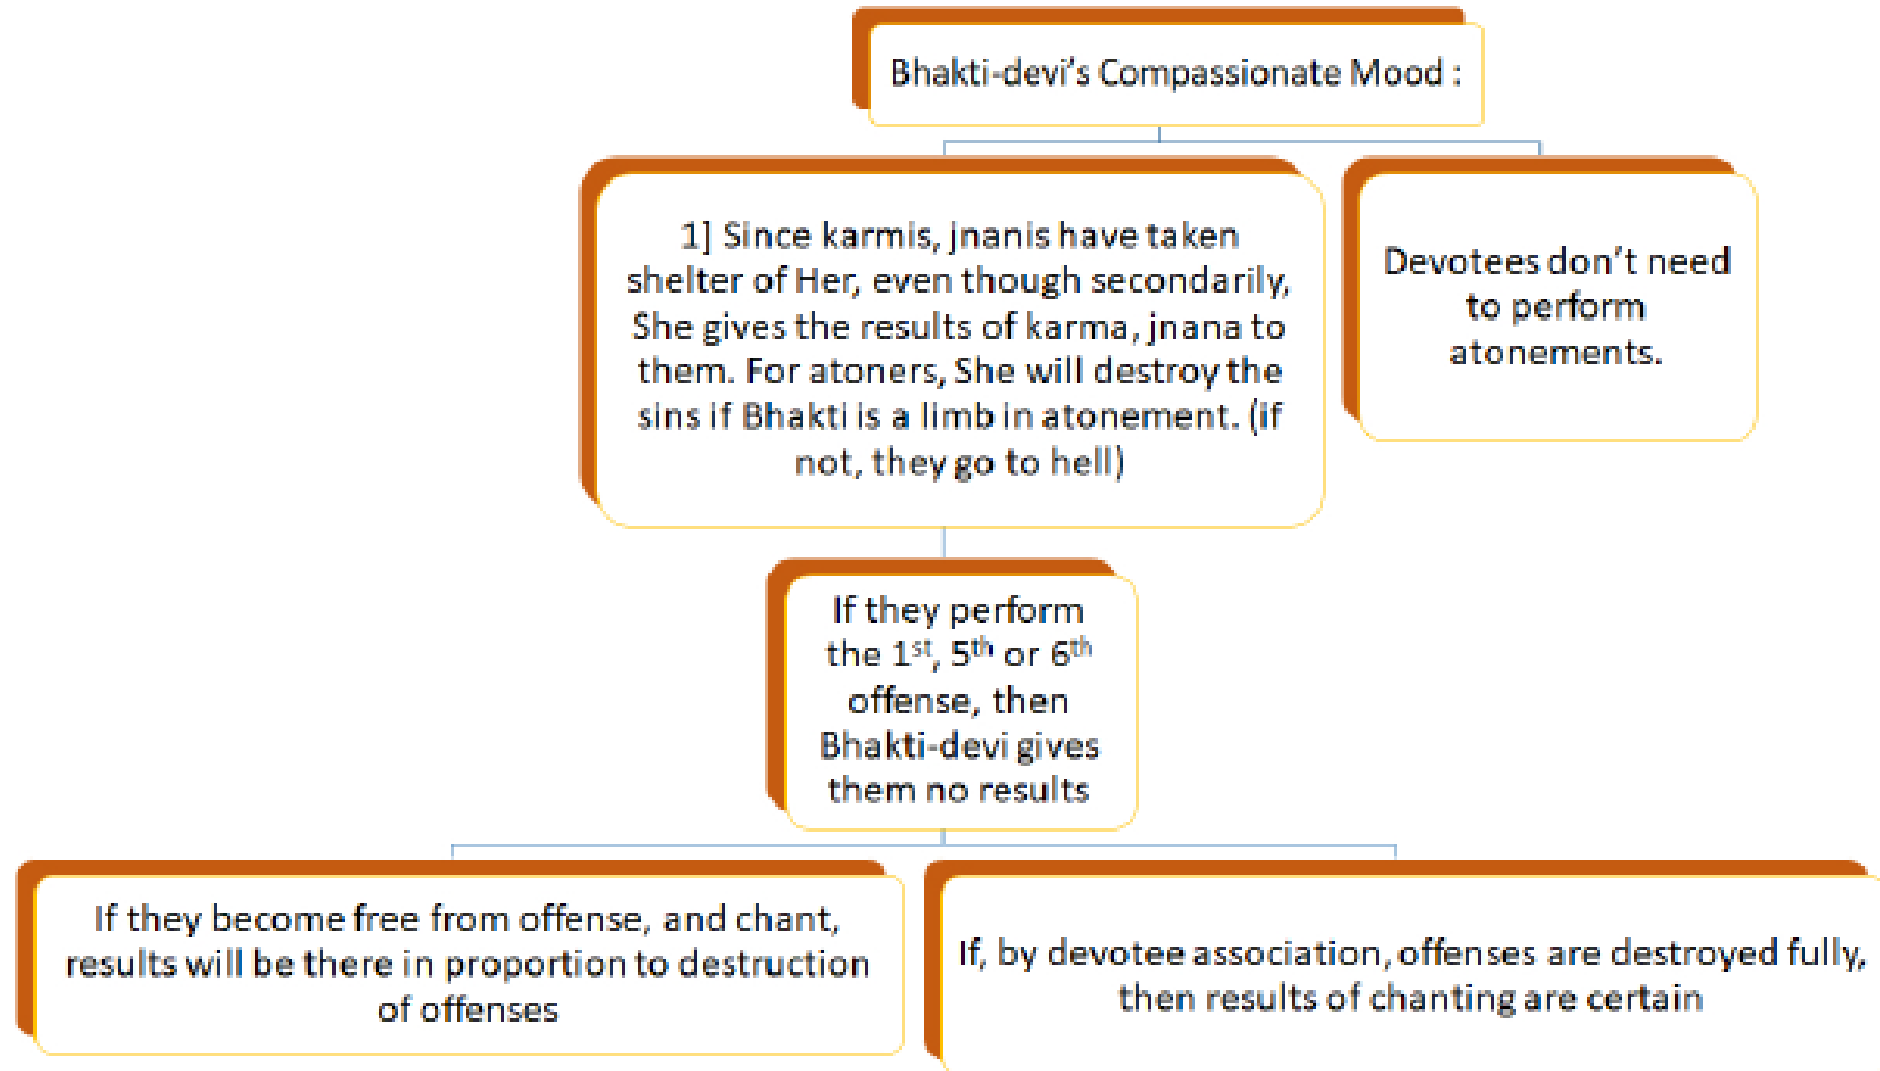 Bhakti-devi's Compassionate Mood :
1] Since karmis, jnanis have taken
shelter of Her, even though secondarily,
She gives the results of karma, jnana to
them. For atoners, She will destroy the
sins if Bhakti is a limb in atonement. (if
not, they go to hell)
Devotees don't need
to perform
atonements.
If they perform
the 1st, 5th or 6th
offense, then
Bhakti-devi gives
them no results
If they become free from offense, and chant,
results will be there in proportion to destruction
of offenses
If, by devotee association, offenses are destroyed fully,
then results of chanting are certain